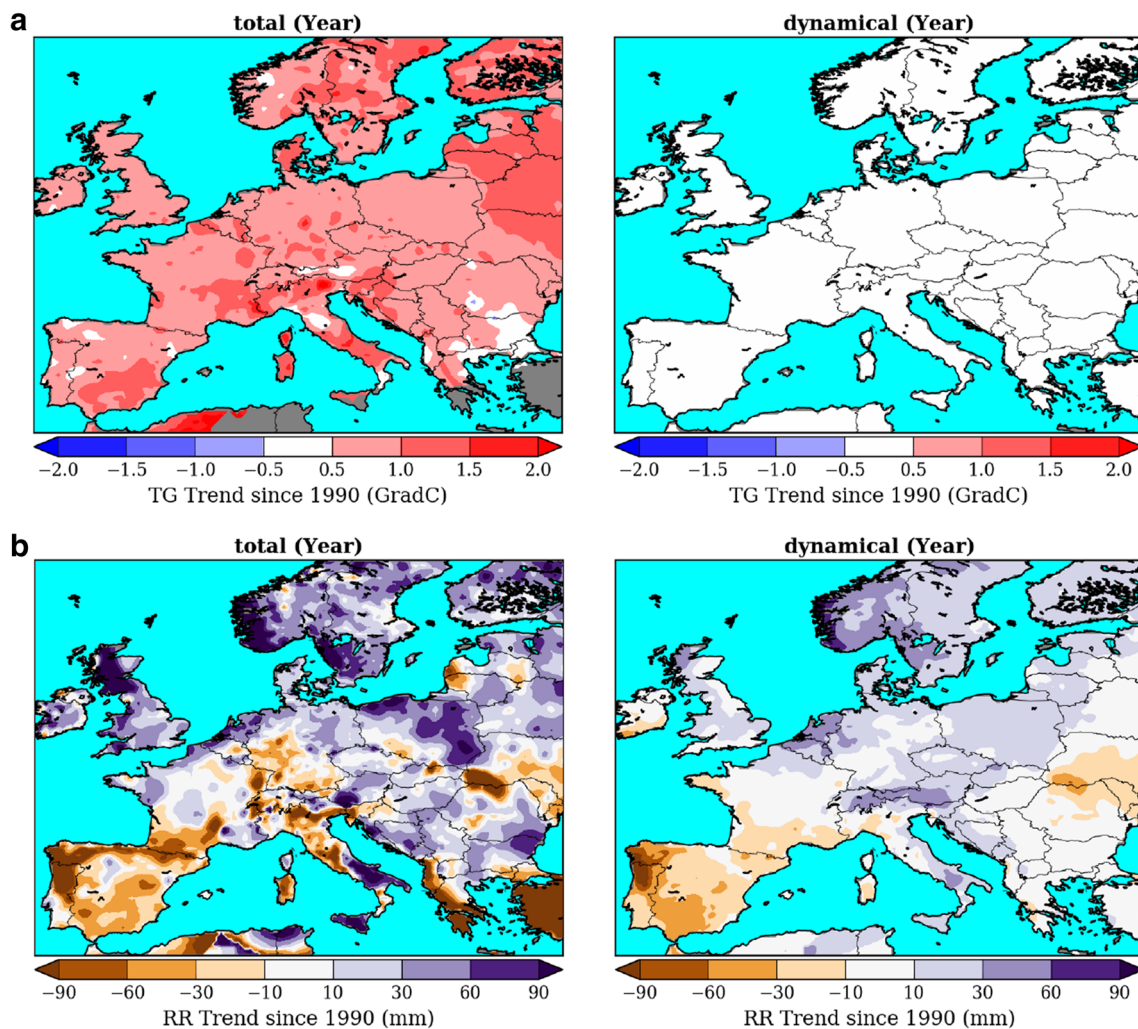 a
total (Year)
dynamical (Year)
−2.0 −1.5 −1.0 −0.5 0.5 1.0 1.5 2.0
TG Trend since 1990 (GradC)
−2.0 −1.5 −1.0 −0.5 0.5 1.0 1.5 2.0
TG Trend since 1990 (GradC)
b
total (Year)
dynamical (Year)
−90 −60 −30 −10 10 30 60 90
RR Trend since 1990 (mm)
−90 −60 −30 −10 10 30 60 90
RR Trend since 1990 (mm)